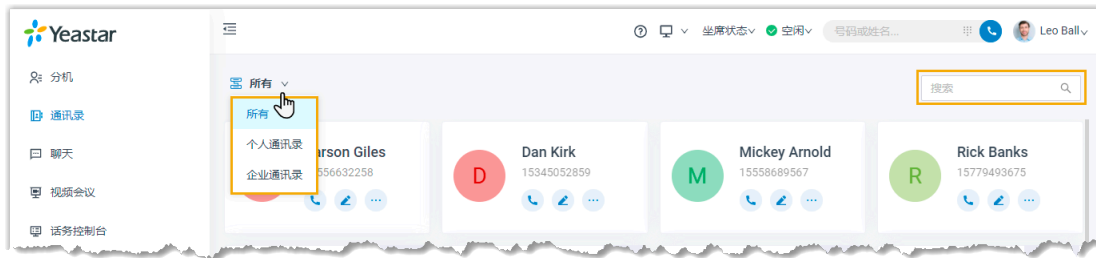 Yeastar
坐席状态
空闲
号码或姓名...
Leo Ball
分机
通讯录
聊天
视频会议
话务控制台
所有
搜索
所有
个人通讯录
企业通讯录
Giles
556632258
Dan Kirk
15345052859
Mickey Arnold
15558689567
Rick Banks
15779493675
D
M
R